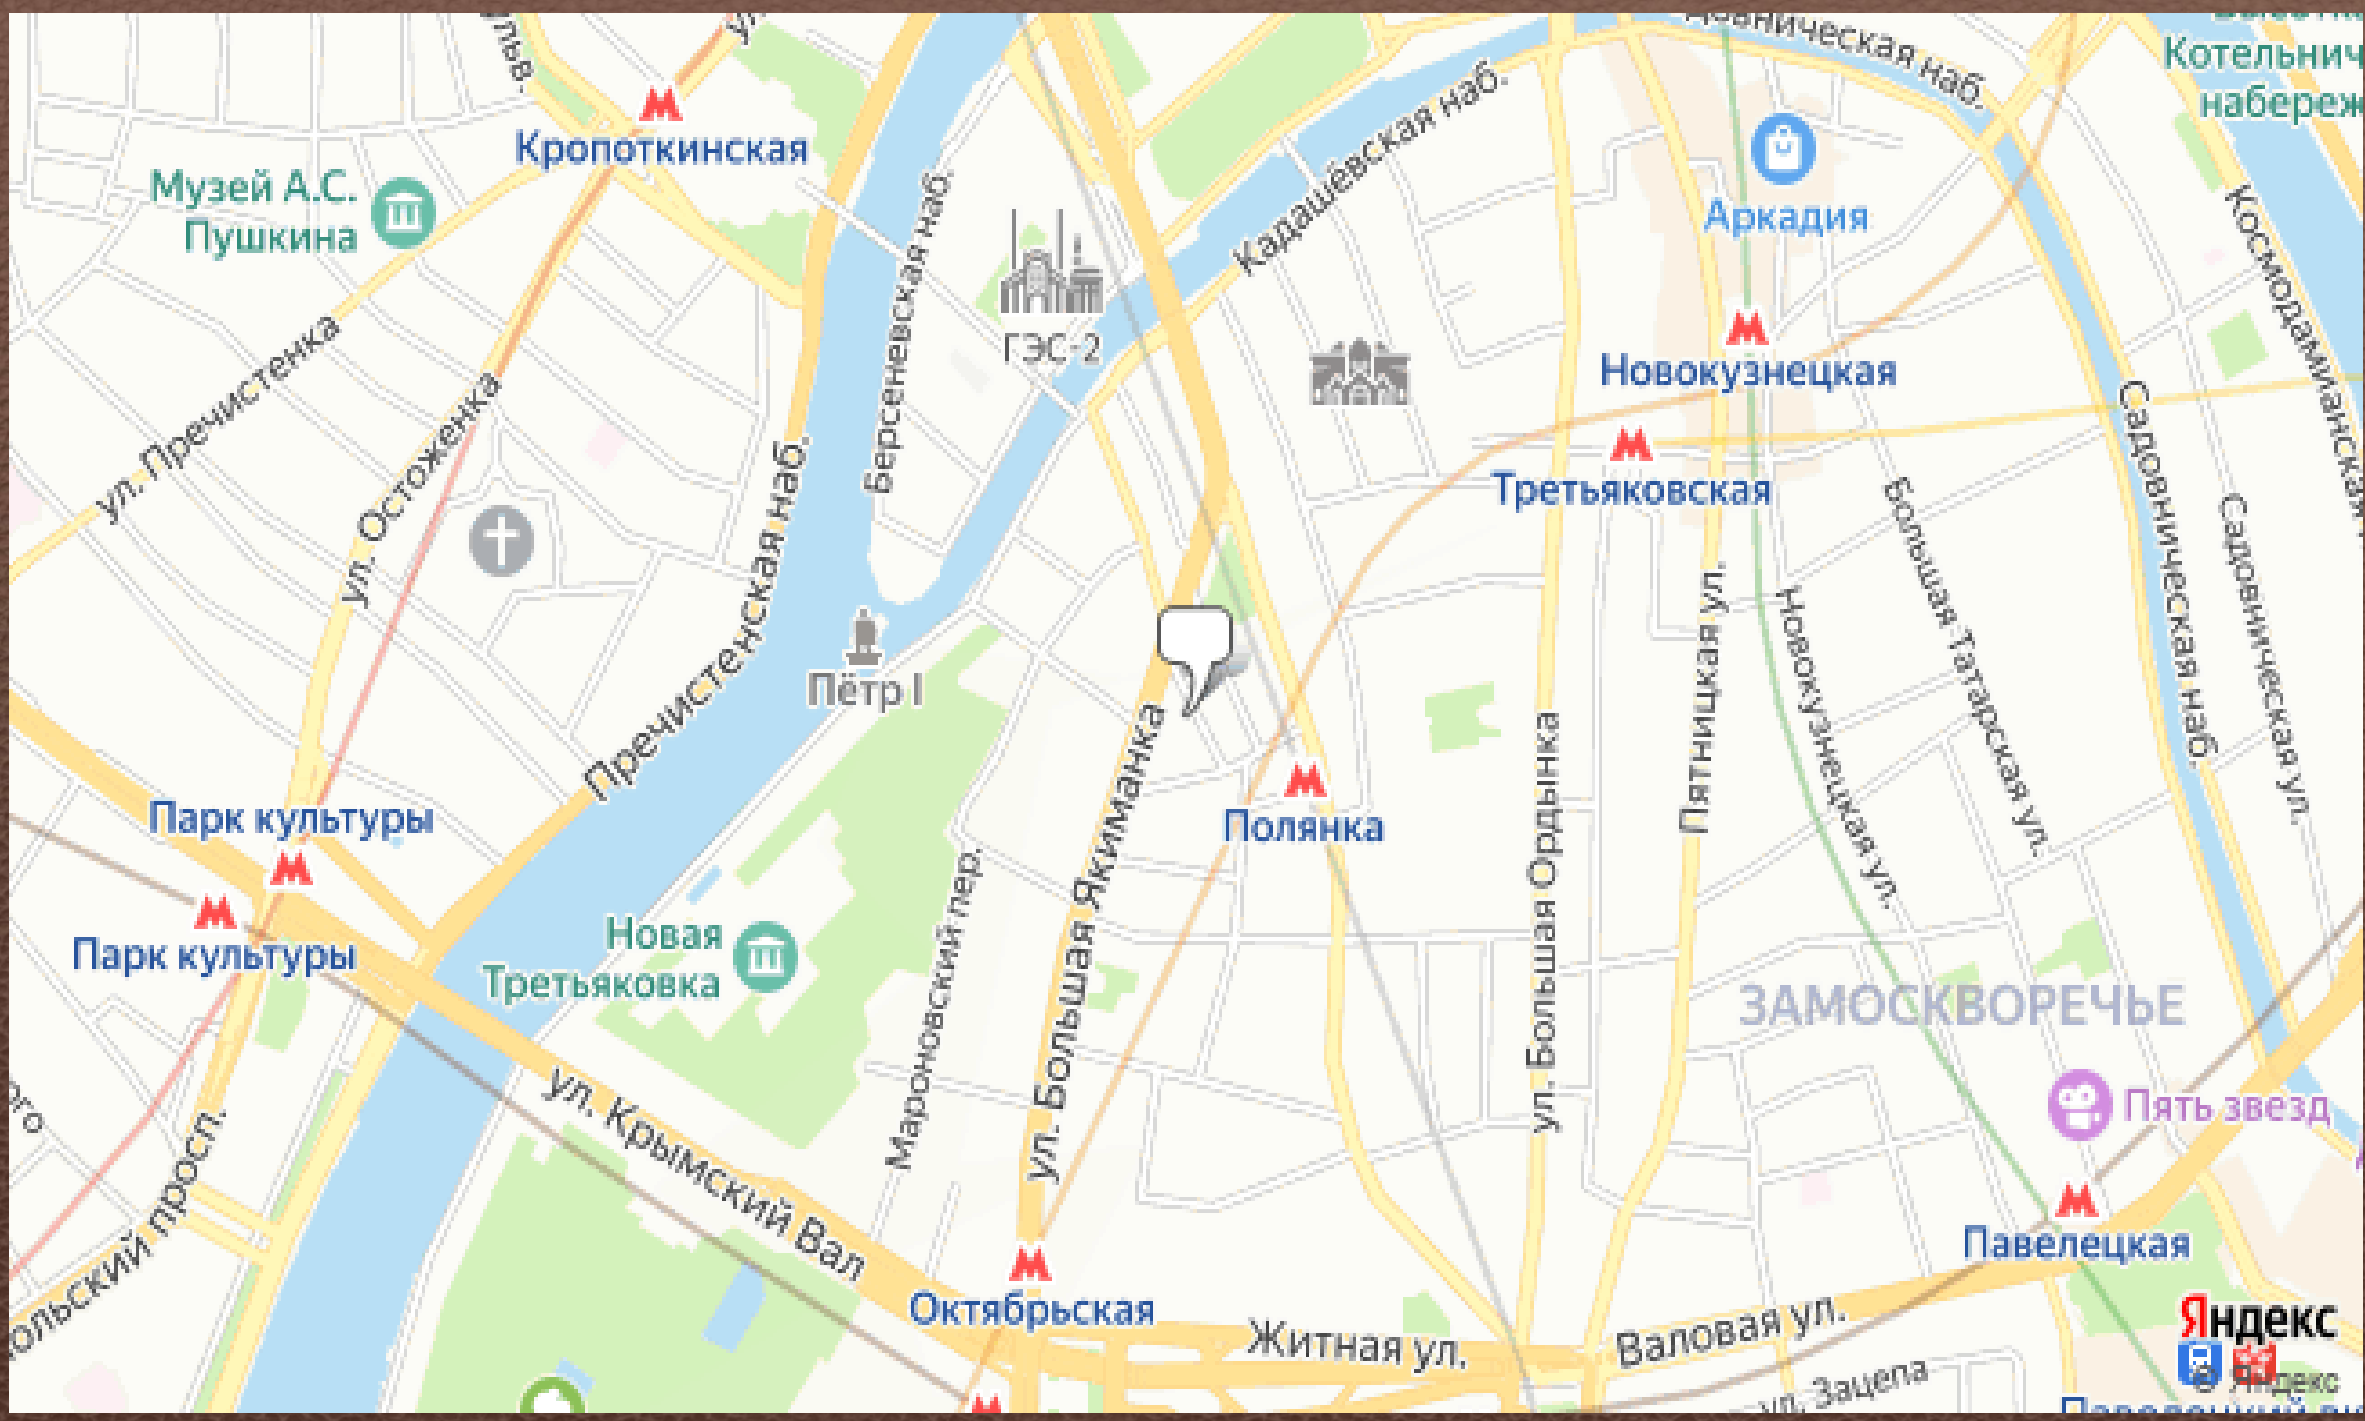 Кропоткинская
Музей А.С.
Пушкина
Котельнич
набереж
Кадашёвская наб.
Аркадия
Берсеневская наб.
ГЭС-2
ул. Пречистенка
ул. Остоженка
Новокузнецкая
Третьяковская
Садовническая наб.
Садовническая ул.
Космодамианская
Большая Татарская ул.
Новокузнецкая ул.
Пятницкая ул.
Пречистенская наб.
Пётр I
ул. Большая Якиманка
Полянка
ул. Большая Ордынка
Парк культуры
Парк культуры
Новая
Третьяковка
Мароновский пер.
ЗАМОСКВОРЕЧЬЕ
Пять звезд
ул. Крымский Вал
ольский просп.
Павелецкая
Октябрьская
Житная ул.
Валовая ул.
ул. Зацепа
Яндекс
© Яндекс